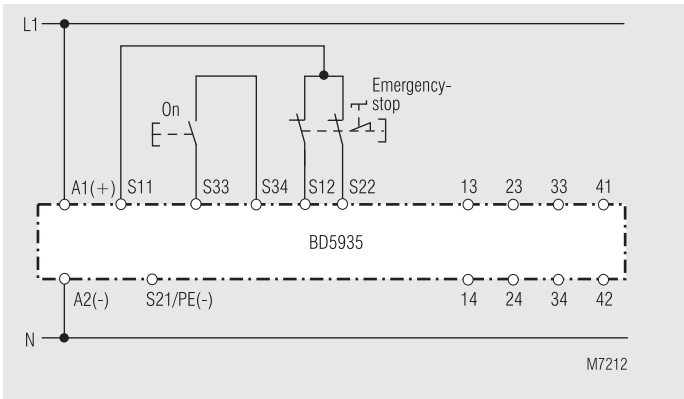 L1
Emergency-
stop
On
A1(+) S11 S33 S34 S12 S22 13 23 33 41
BD5935
A2(-) S21/PE(-) 14 24 34 42
N
M7212